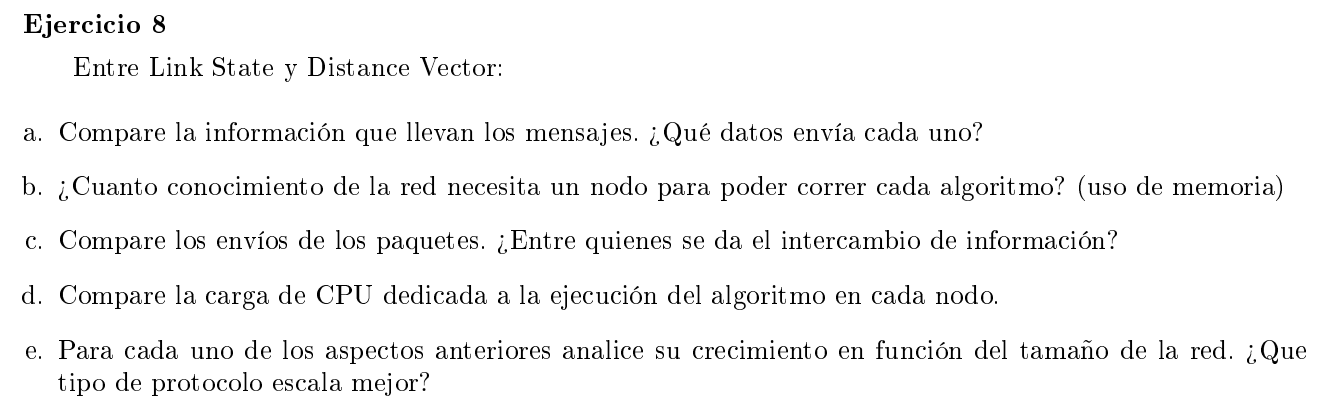 Ejercicio 8
Entre Link State y Distance Vector:
a. Compare la información que llevan los mensajes. ¿Qué datos envía cada uno?
b. ¿Cuanto conocimiento de la red necesita un nodo para poder correr cada algoritmo? (uso de memoria)
c. Compare los envíos de los paquetes. ¿Entre quienes se da el intercambio de información?
d. Compare la carga de CPU dedicada a la ejecución del algoritmo en cada nodo.
e. Para cada uno de los aspectos anteriores analice su crecimiento en función del tamaño de la red. ¿Que
tipo de protocolo escala mejor?